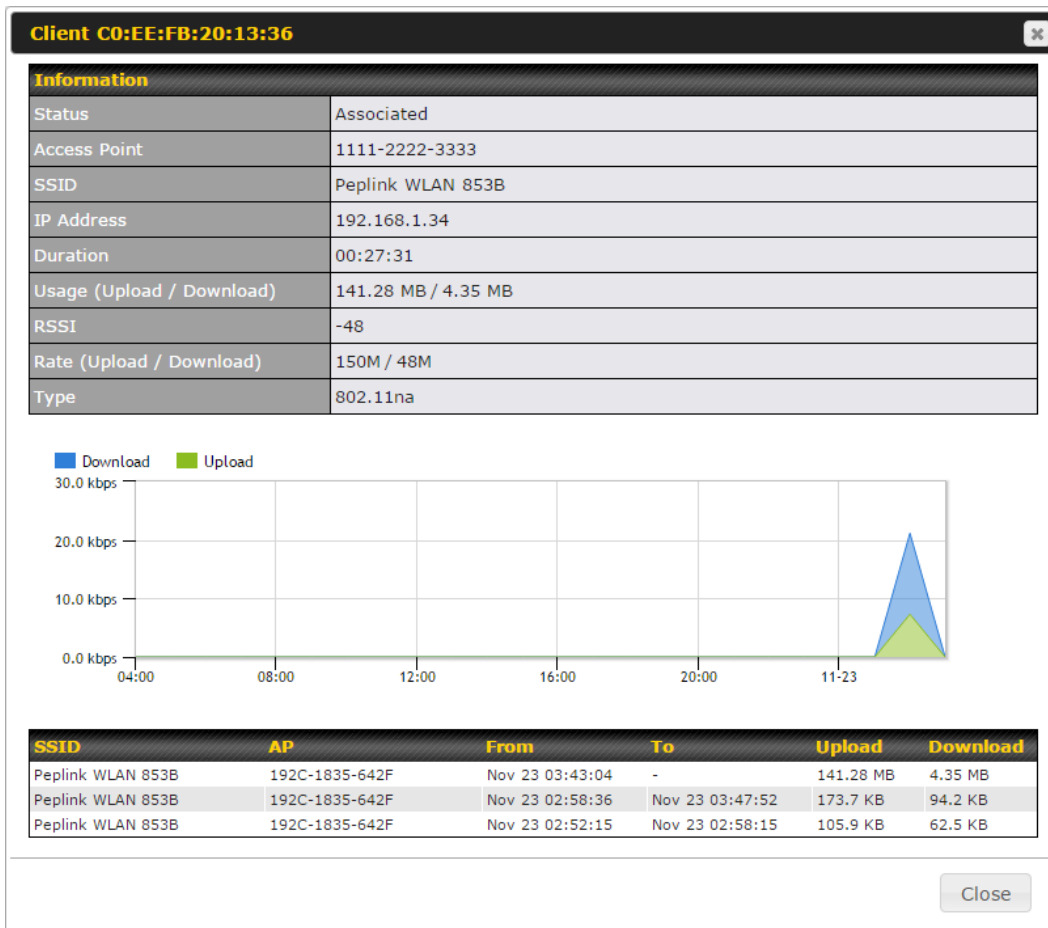 Client C0:EE:FB:20:13:36
Information
Status Associated
Access Point 1111-2222-3333
SSID Peplink WLAN 853B
IP Address 192.168.1.34
Duration 00:27:31
Usage (Upload / Download) 141.28 MB / 4.35 MB
RSSI -48
Rate (Upload / Download) 150M / 48M
Type 802.11na
Download Upload
30.0 kbps
20.0 kbps
10.0 kbps
0.0 kbps
04:00 08:00 12:00 16:00 20:00 11-23
SSID AP From To Upload Download
Peplink WLAN 853B 192C-1835-642F Nov 23 03:43:04 - 141.28 MB 4.35 MB
Peplink WLAN 853B 192C-1835-642F Nov 23 02:58:36 Nov 23 03:47:52 173.7 KB 94.2 KB
Peplink WLAN 853B 192C-1835-642F Nov 23 02:52:15 Nov 23 02:58:15 105.9 KB 62.5 KB
Close